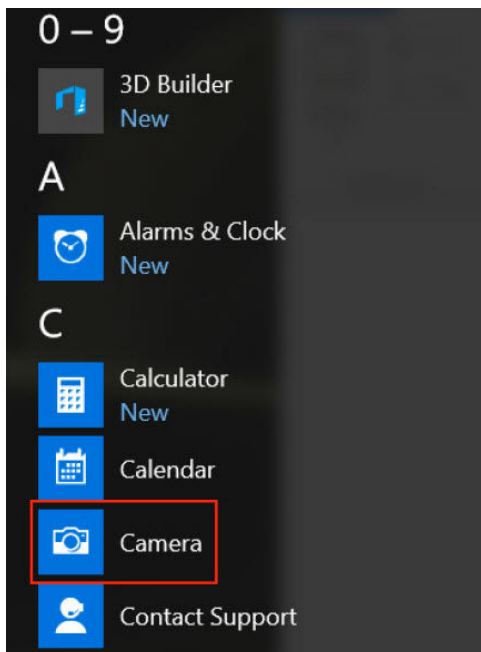 0 – 9
3D Builder
New
A
Alarms & Clock
New
C
Calculator
New
Calendar
Camera
Contact Support